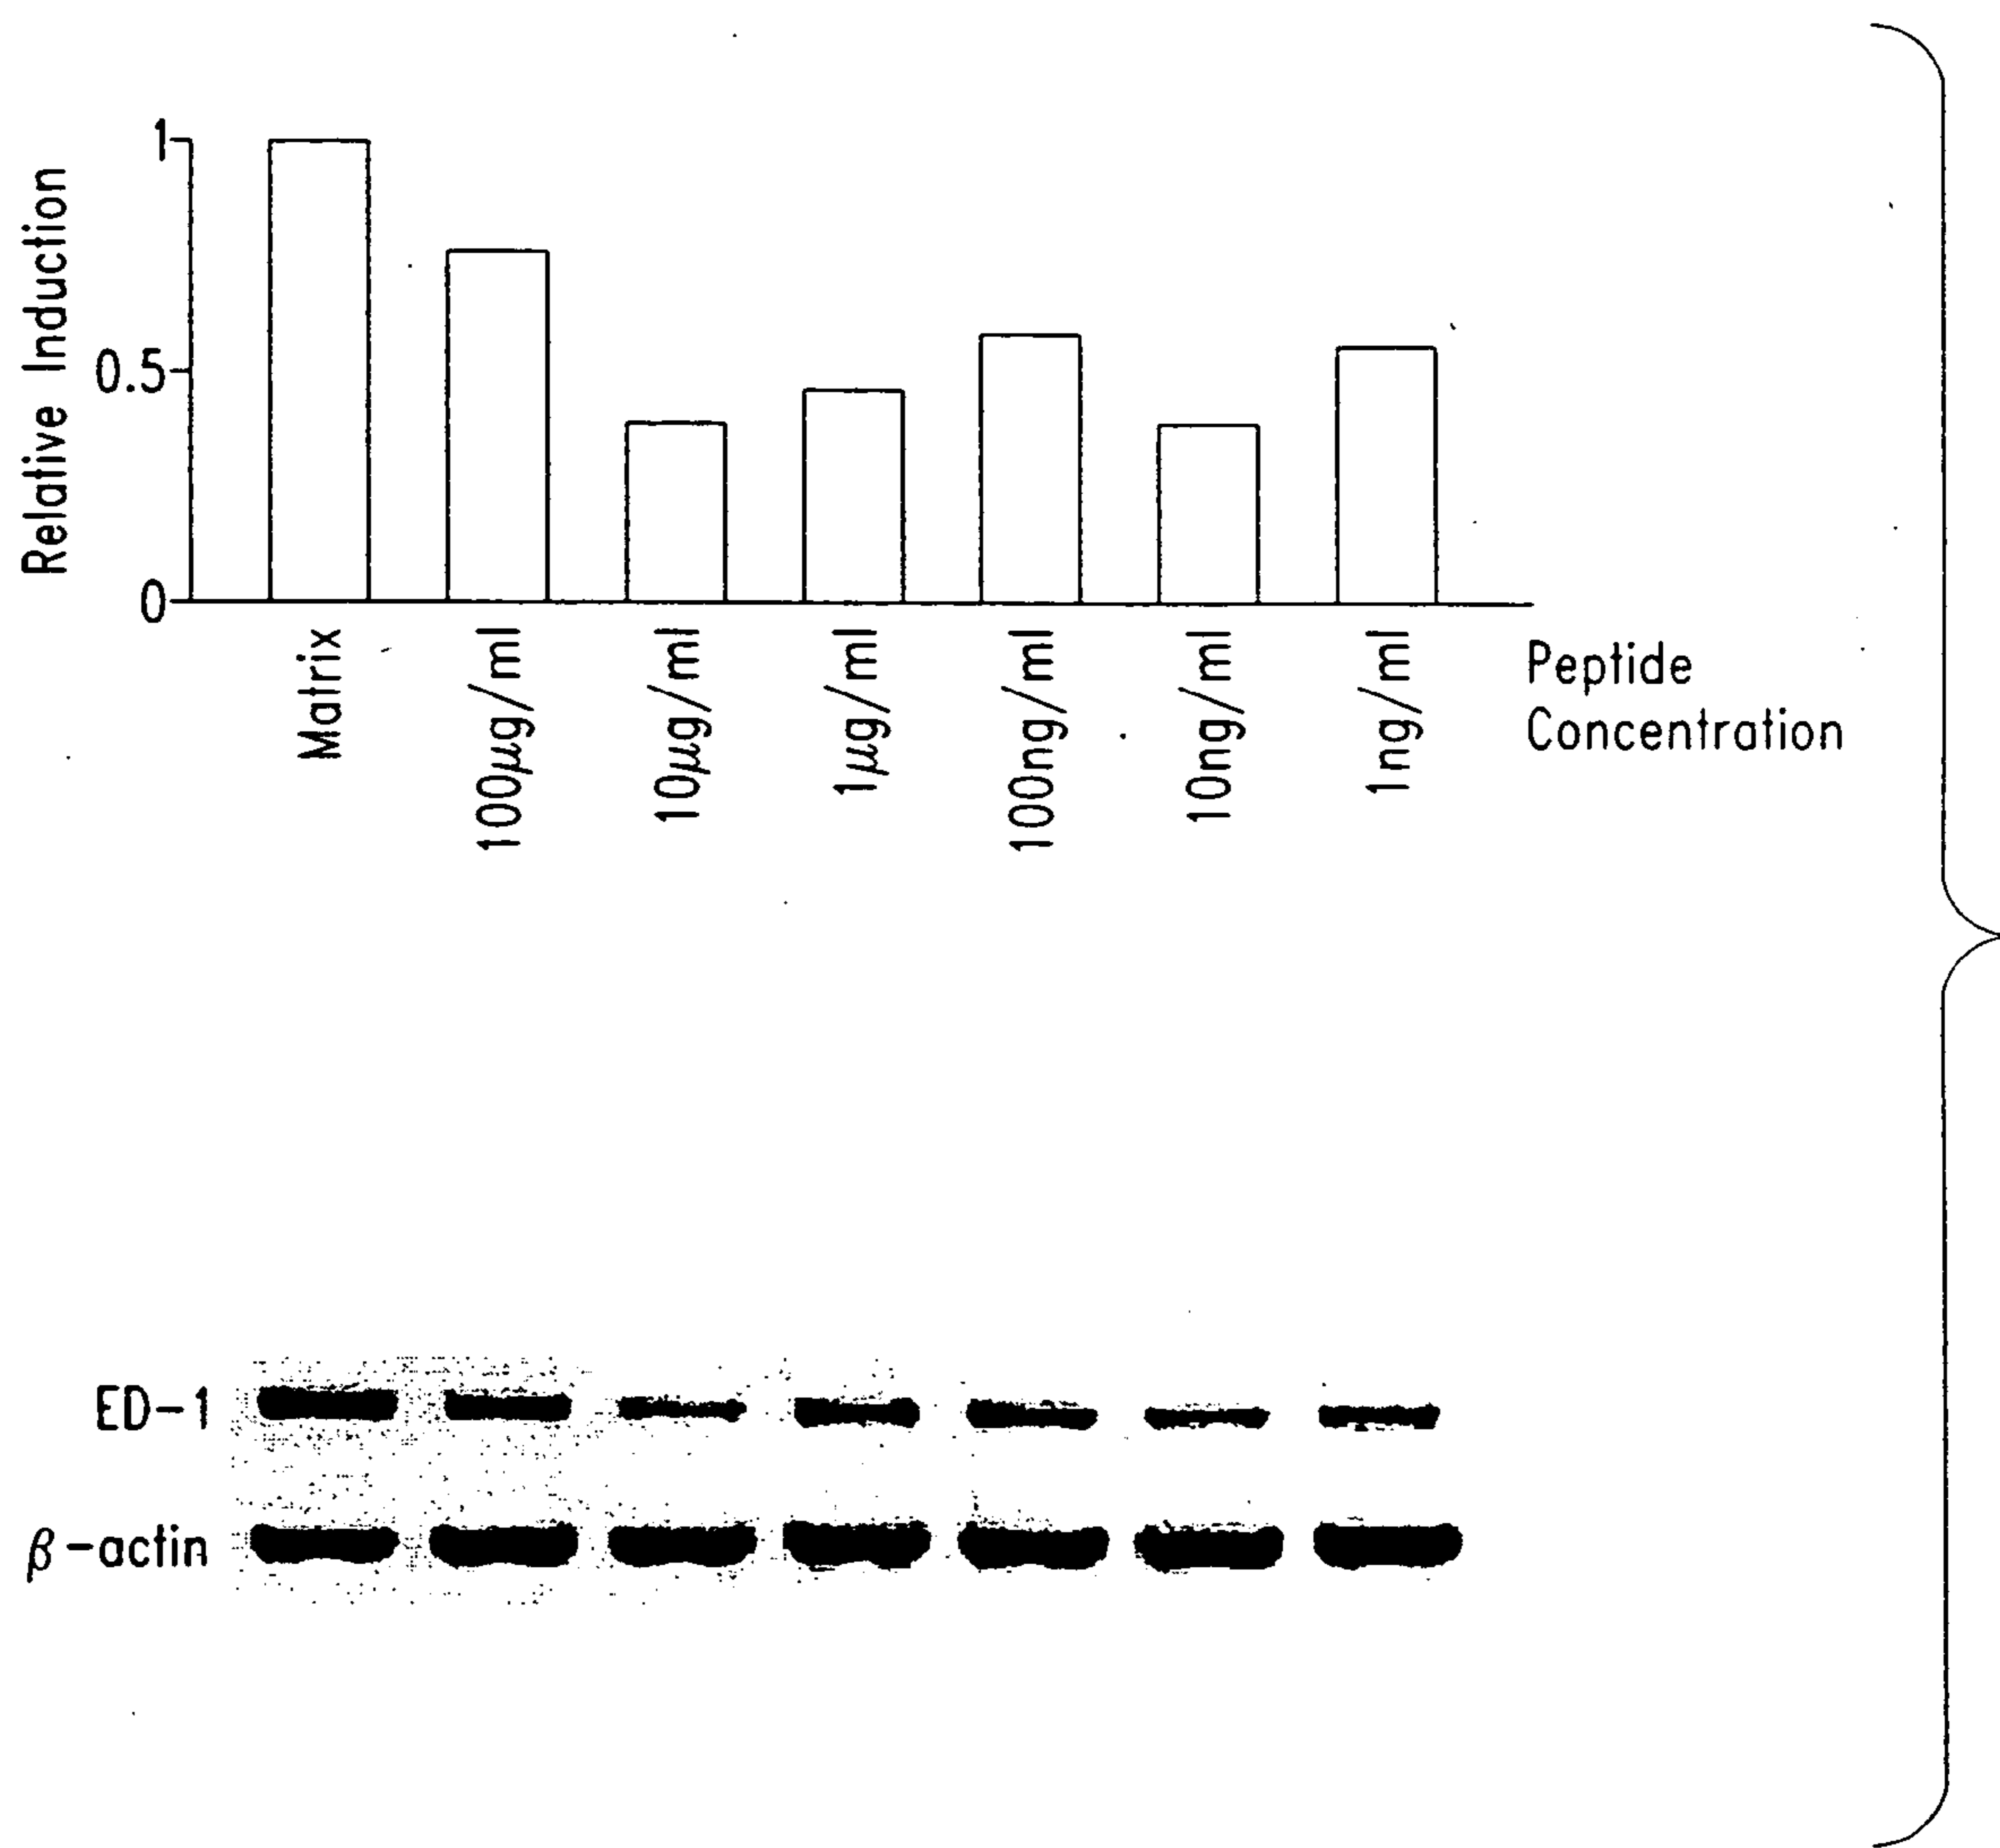 Relative Induction
1
0.5
0
Matrix
100μg/ml
10μg/ml
1μg/ml
100ng/ml
10ng/ml
1ng/ml
Peptide
Concentration
ED-1
β-actin